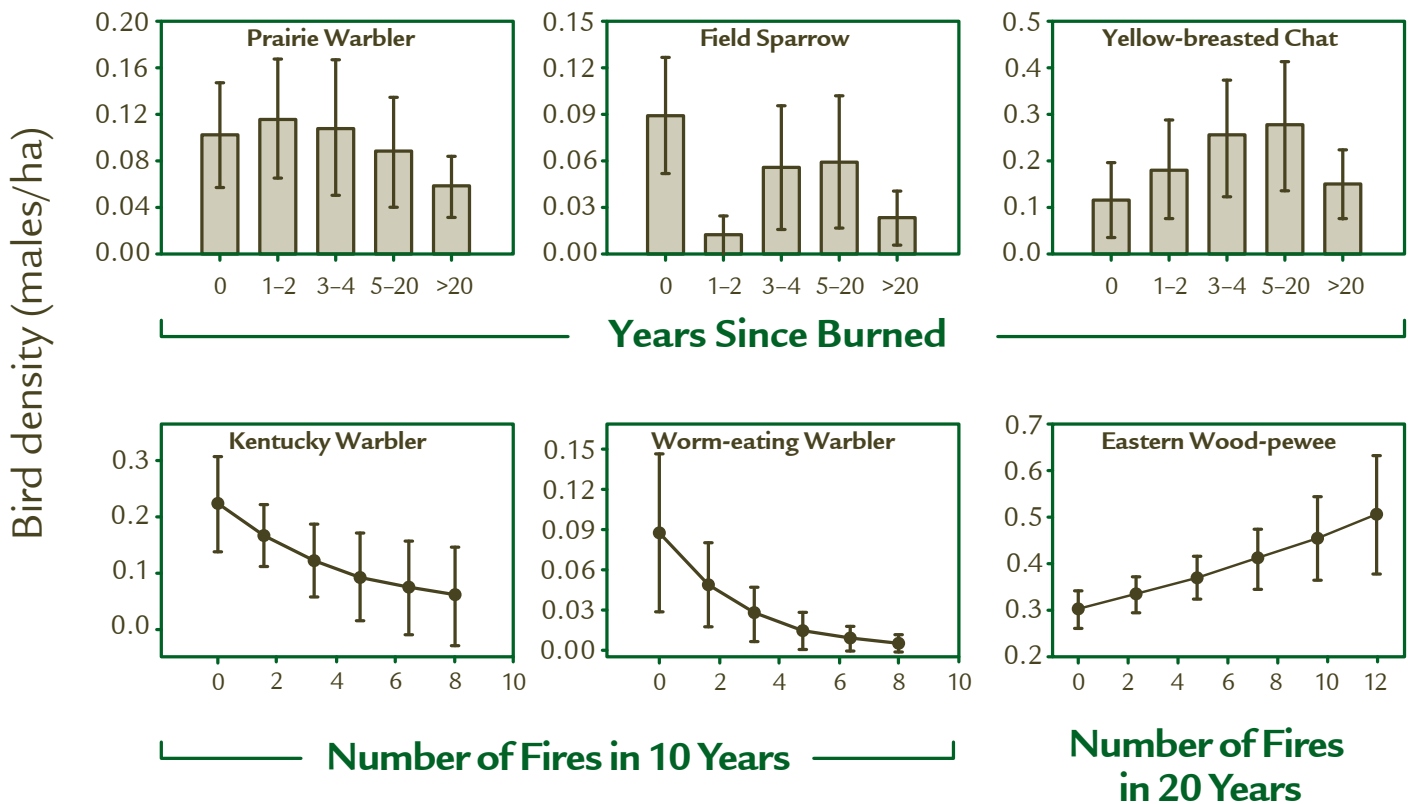 Bird density (males/ha)
Prairie Warbler
0.20
0.16
0.12
0.08
0.04
0.00
0 1–2 3–4 5–20 >20
Field Sparrow
0.15
0.12
0.09
0.06
0.03
0.00
0 1–2 3–4 5–20 >20
Yellow-breasted Chat
0.5
0.4
0.3
0.2
0.1
0.0
0 1–2 3–4 5–20 >20
Years Since Burned
Kentucky Warbler
0.3
0.2
0.1
0.0
0 2 4 6 8 10
Worm-eating Warbler
0.15
0.12
0.09
0.06
0.03
0.00
0 2 4 6 8 10
Eastern Wood-pewee
0.7
0.6
0.5
0.4
0.3
0.2
0 2 4 6 8 10 12
Number of Fires in 10 Years
Number of Fires
in 20 Years